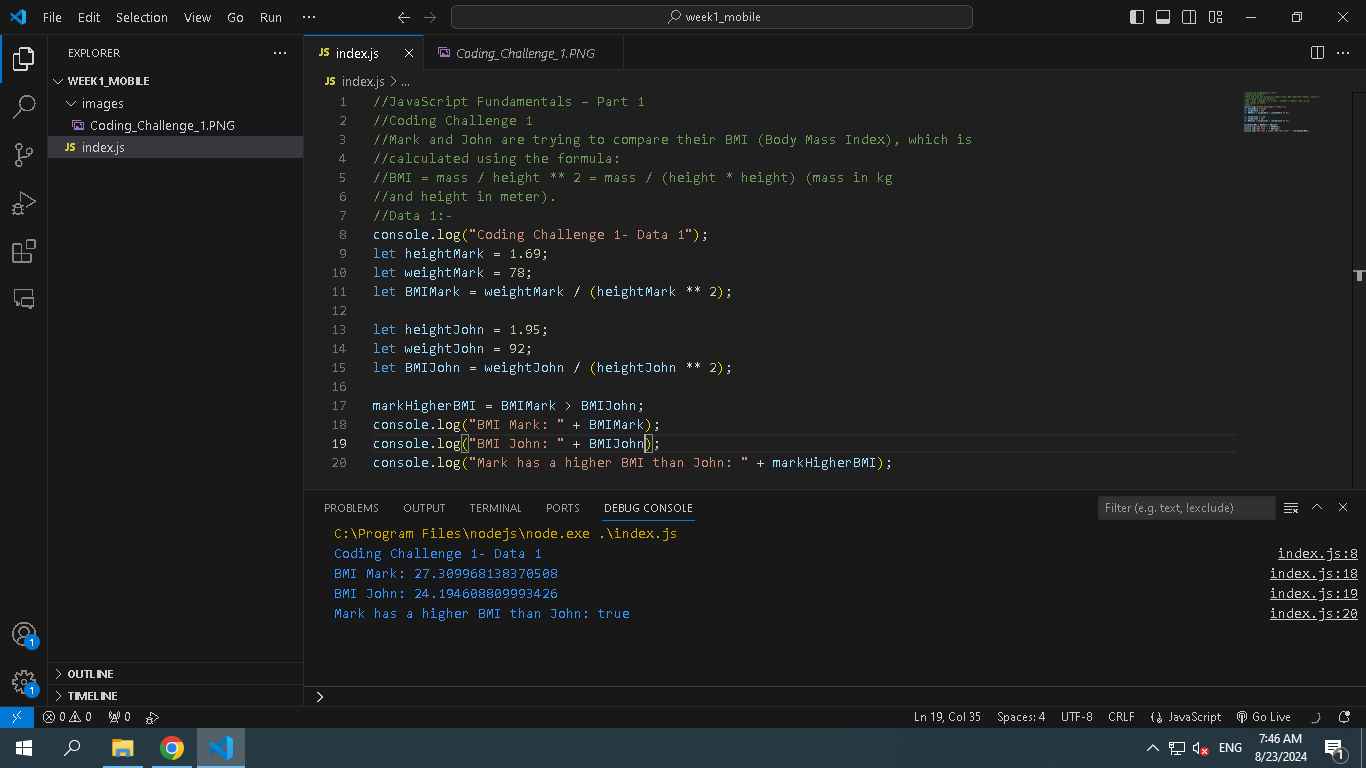 File Edit Selection View Go Run ··· week1_mobile
EXPLORER ···
WEEK1_MOBILE
images
Coding_Challenge_1.PNG
JS index.js
JS index.js Coding_Challenge_1.PNG ···
JS index.js > ...
1 //JavaScript Fundamentals – Part 1
2 //Coding Challenge 1
3 //Mark and John are trying to compare their BMI (Body Mass Index), which is
4 //calculated using the formula:
5 //BMI = mass / height ** 2 = mass / (height * height) (mass in kg
6 //and height in meter).
7 //Data 1:-
8 console.log("Coding Challenge 1- Data 1");
9 let heightMark = 1.69;
10 let weightMark = 78;
11 let BMIMark = weightMark / (heightMark ** 2);
12
13 let heightJohn = 1.95;
14 let weightJohn = 92;
15 let BMIJohn = weightJohn / (heightJohn ** 2);
16
17 markHigherBMI = BMIMark > BMIJohn;
18 console.log("BMI Mark: " + BMIMark);
19 console.log("BMI John: " + BMIJohn);
20 console.log("Mark has a higher BMI than John: " + markHigherBMI);
PROBLEMS OUTPUT TERMINAL PORTS DEBUG CONSOLE Filter (e.g. text, !exclude)
C:\Program Files\nodejs\node.exe .\index.js
Coding Challenge 1- Data 1 index.js:8
BMI Mark: 27.309968138370508 index.js:18
BMI John: 24.194608809993426 index.js:19
Mark has a higher BMI than John: true index.js:20
1
1
OUTLINE
TIMELINE
0 0 0 Ln 19, Col 35 Spaces: 4 UTF-8 CRLF JavaScript Go Live
ENG 7:46 AM
8/23/2024
1